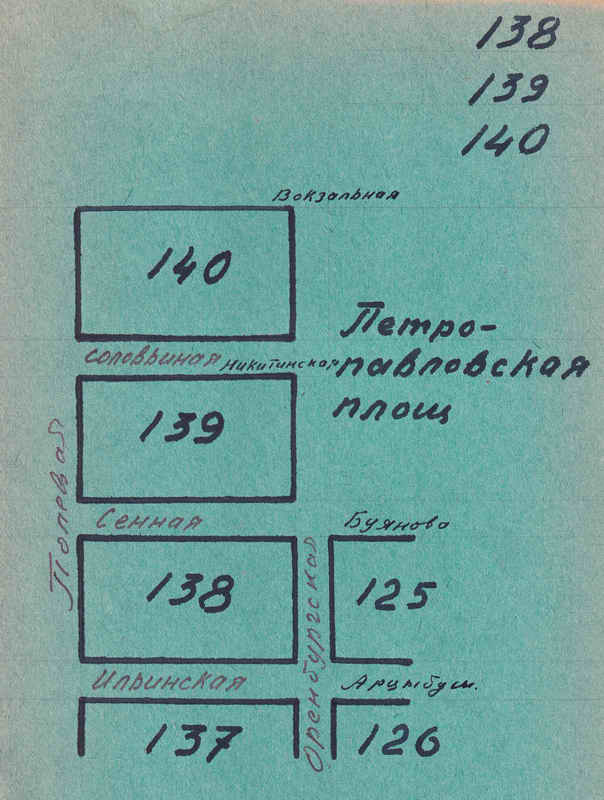 138
139
140
Вокзальная
140
Петро-
павловская
площ
соловьиная Никитинская
139
Полевая
Сенная
Буянова
138
125
Оренбургская
Ильинская
Арцыбуш.
137
126